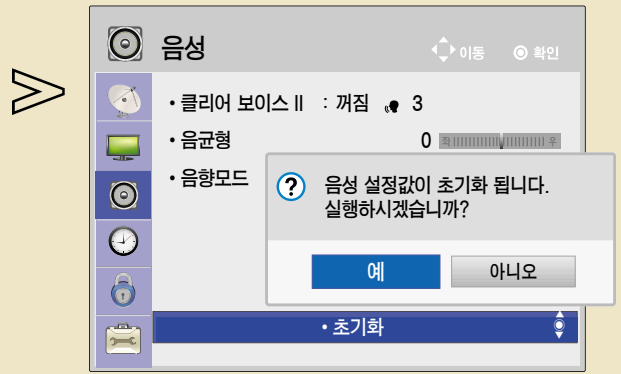 음성 이동 확인
• 클리어 보이스 II : 꺼짐 3
• 음균형 0 좌 우
• 음향모드
? 음성 설정값이 초기화 됩니다.
실행하시겠습니까?
예 아니오
• 초기화